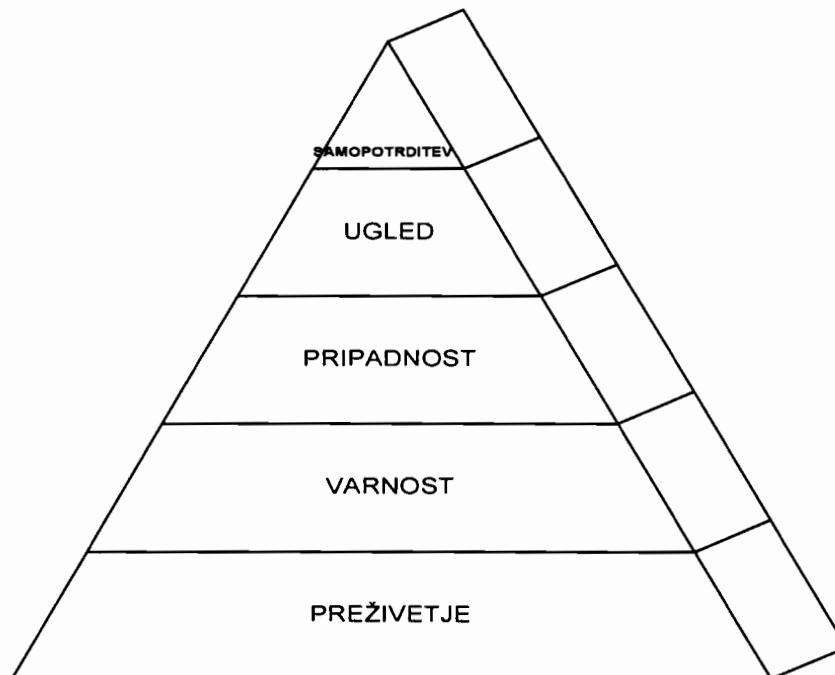 SAMOPOTRDITEV
UGLED
PRIPADNOST
VARNOST
PREŽIVETJE